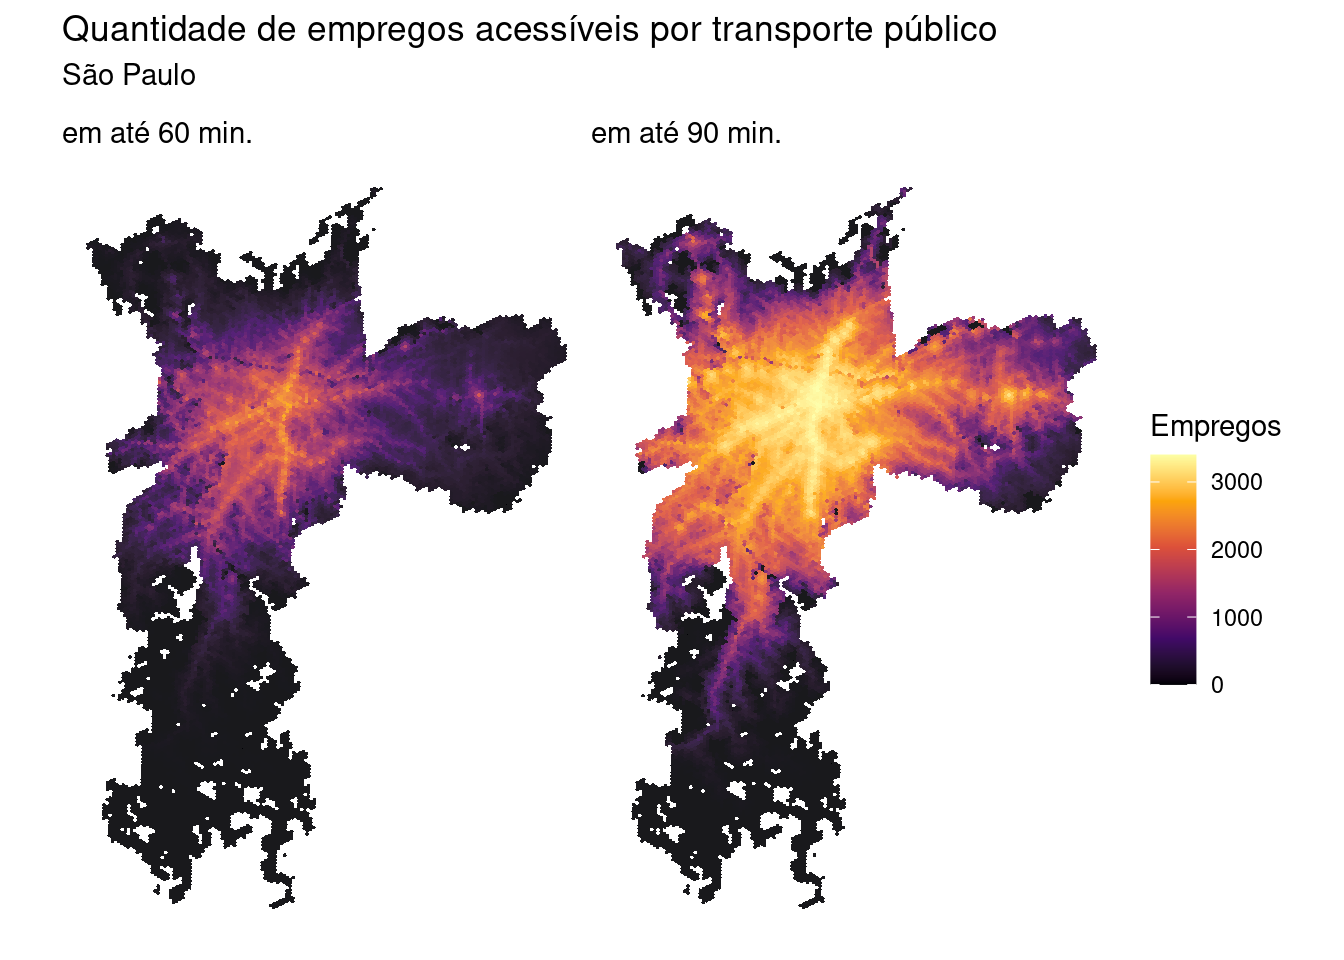 Quantidade de empregos acessíveis por transporte público
São Paulo
em até 60 min.
em até 90 min.
Empregos
3000
2000
1000
0